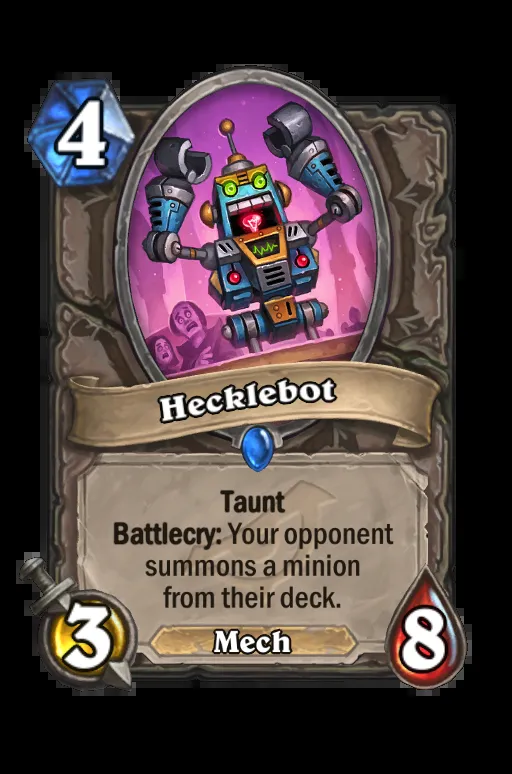 4
Hecklebot
Taunt
Battlecry: Your opponent
summons a minion
from their deck.
3
Mech
8